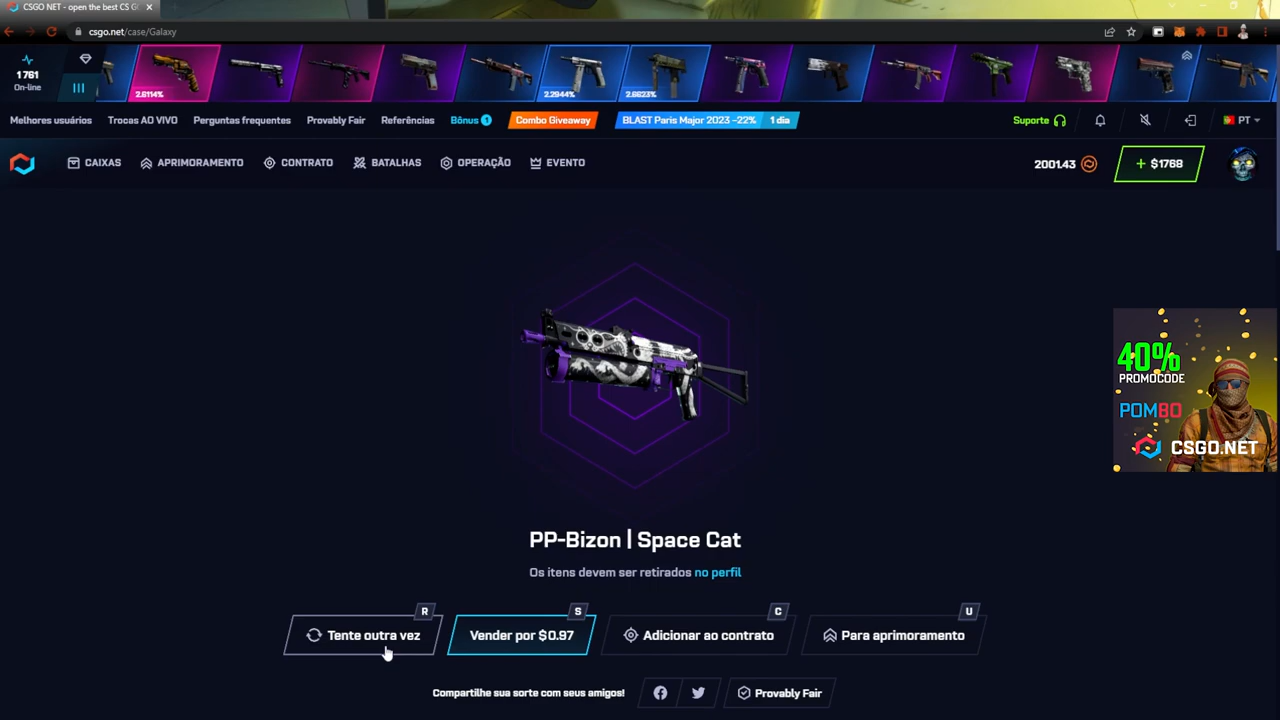 CSGO NET - open the best CS G
csgo.net/case/Galaxy
1 761
On-line
2.6114%
2.2944%
2.6623%
Melhores usuários
Trocas AO VIVO
Perguntas frequentes
Provably Fair
Referências
Bônus 1
Combo Giveaway
BLAST Paris Major 2023 –22% 1 dia
Suporte
PT
CAIXAS
APRIMORAMENTO
CONTRATO
BATALHAS
OPERAÇÃO
EVENTO
2001.43
+ $1768
40%
PROMOCODE
POMBO
CSGO.NET
PP-Bizon | Space Cat
Os itens devem ser retirados no perfil
R
Tente outra vez
S
Vender por $0.97
C
Adicionar ao contrato
U
Para aprimoramento
Compartilhe sua sorte com seus amigos!
Provably Fair